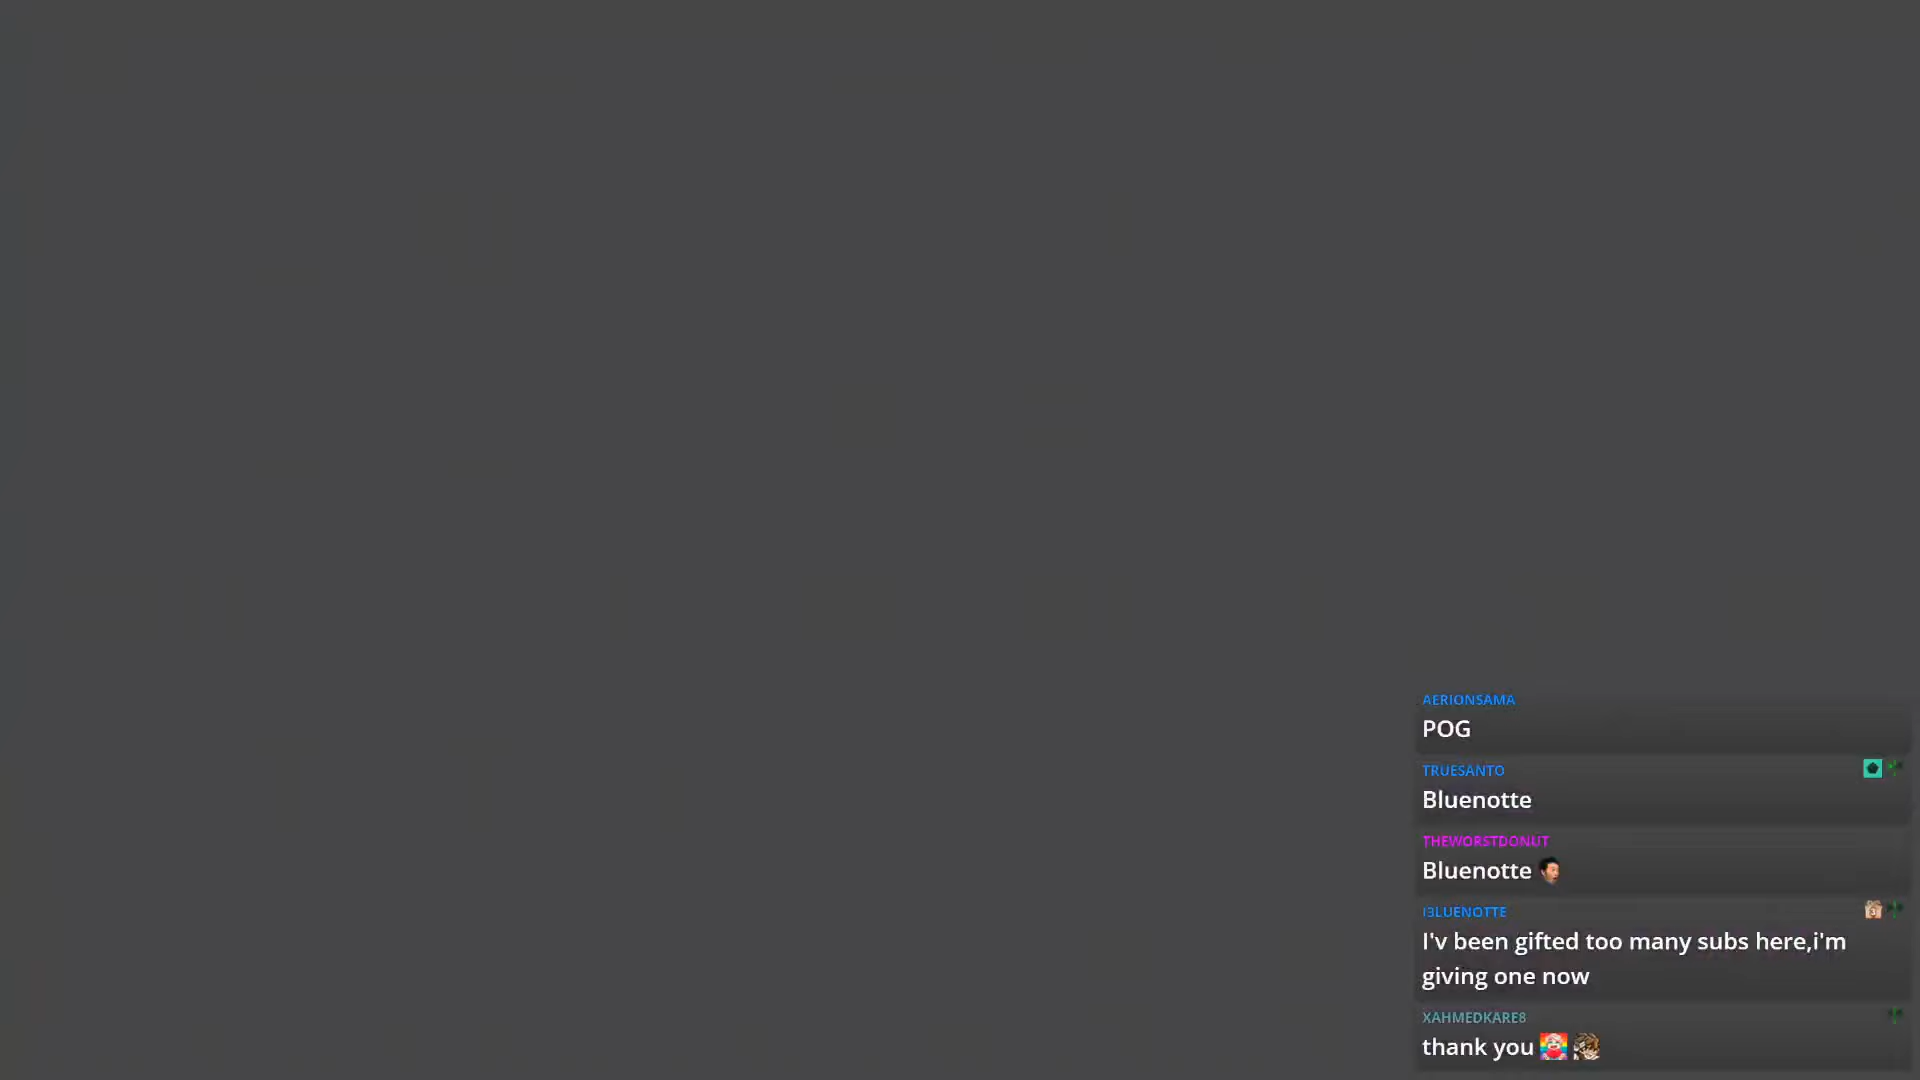 AERIONSAMA
POG
TRUESANTO
Bluenotte
THEWORSTDONUT
Bluenotte
I3LUENOTTE
I'v been gifted too many subs here,i'm
giving one now
XAHMEDKARE8
thank you